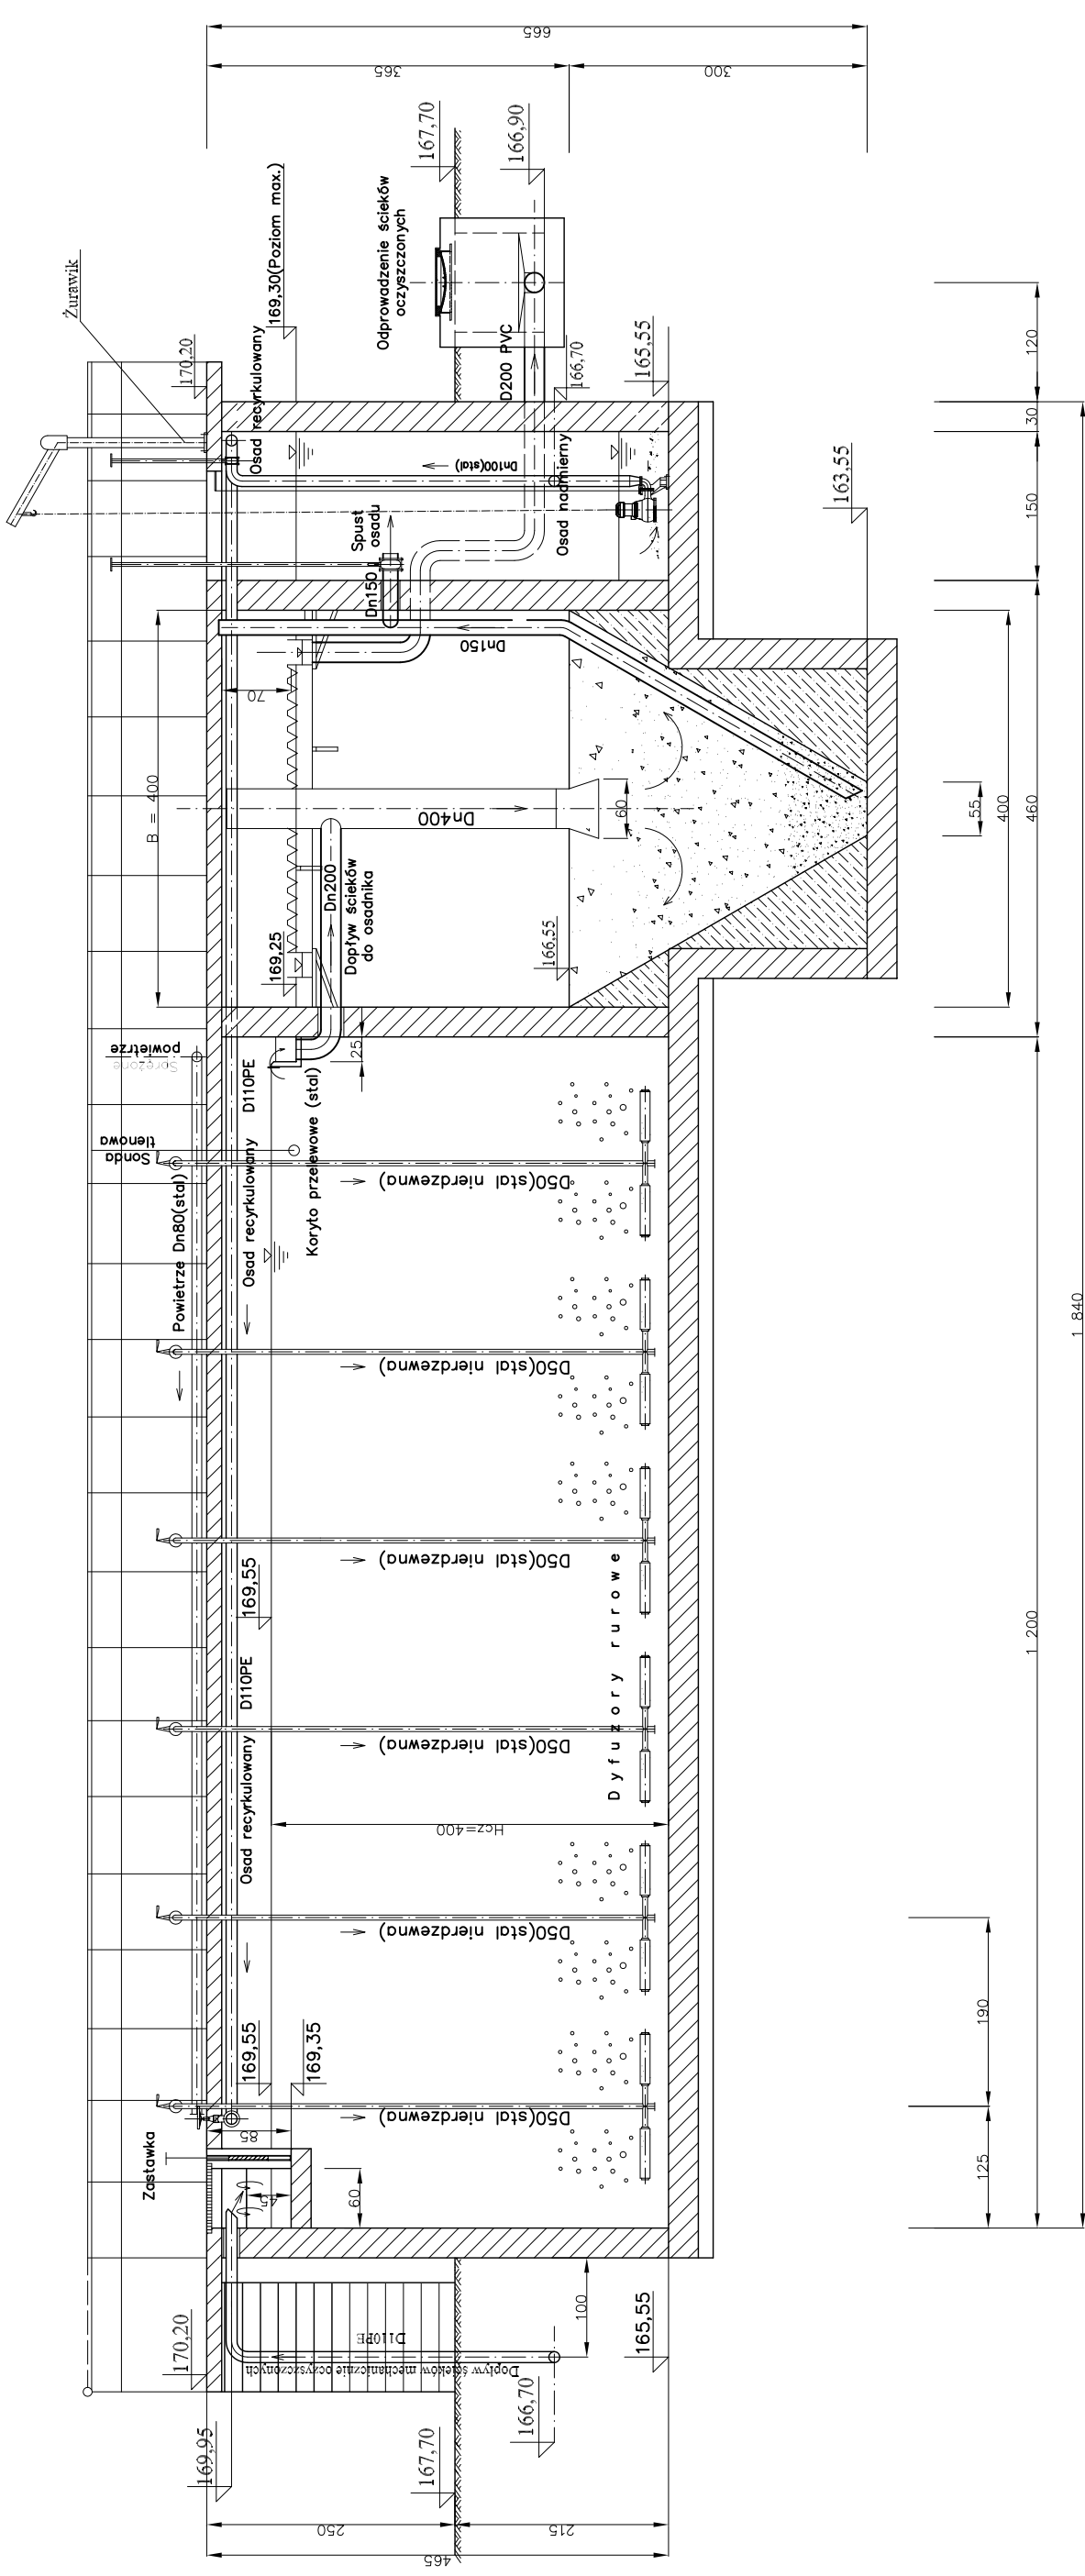 665
365
300
Żurawik
170,20
169,30(Poziom max.)
167,70
166,90
Odprowadzenie ścieków
oczyszczonych
D200 PVC
166,70
165,55
163,55
Osad recyrkulowany
Dn100(stal)
Osad nadmierny
Spust
osadu
Dn150
Dn150
120
30
150
B = 400
70
Dn400
60
55
400
460
169,25
Dn200
Dopływ ścieków
do osadnika
166,55
25
Sprężone
powietrze
Sonda
tlenowa
D110PE
Osad recyrkulowany
Koryto przelewowe (stal)
Powietrze Dn80(stal)
D50(stal nierdzewna)
D50(stal nierdzewna)
D50(stal nierdzewna)
D50(stal nierdzewna)
D50(stal nierdzewna)
D50(stal nierdzewna)
Dyfuzory rurowe
169,55
D110PE
Osad recyrkulowany
Hcz=400
1 200
1 840
169,55
169,35
190
125
Zastawka
85
45
60
100
D110PE
Dopływ ścieków mechanicznie oczyszczonych
170,20
169,95
167,70
166,70
165,55
250
215
465